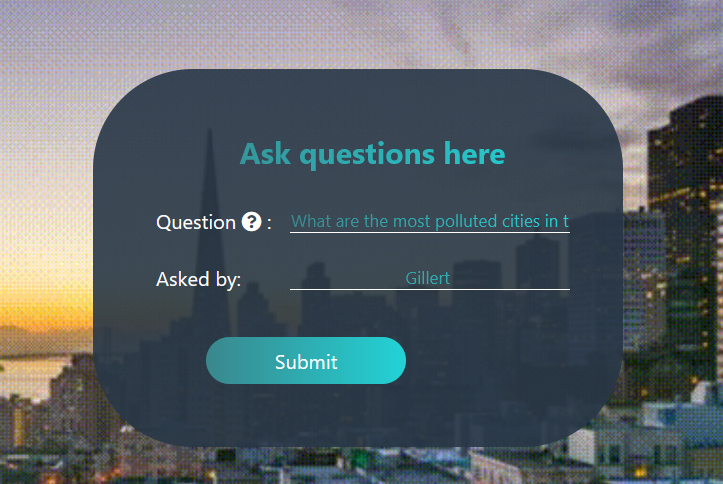 Ask questions here
Question ? : What are the most polluted cities in t
Asked by: Gillert
Submit